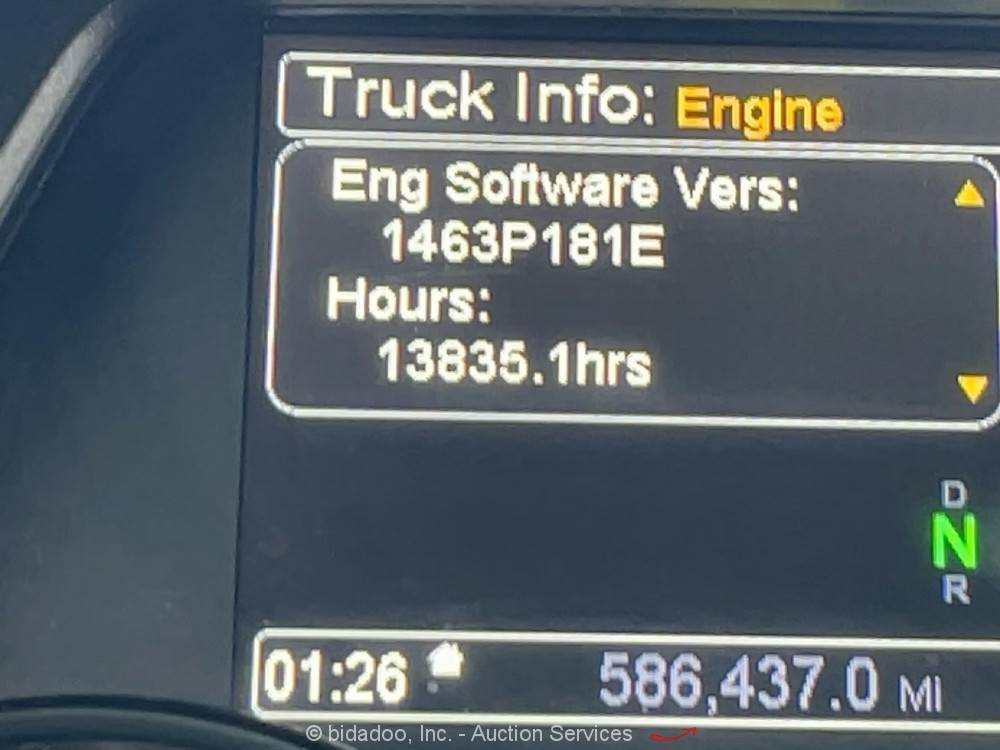 Truck Info: Engine
Eng Software Vers:
1463P181E
Hours:
13835.1hrs
D
N
R
01:26 586,437.0 MI
© bidadoo, Inc. - Auction Services